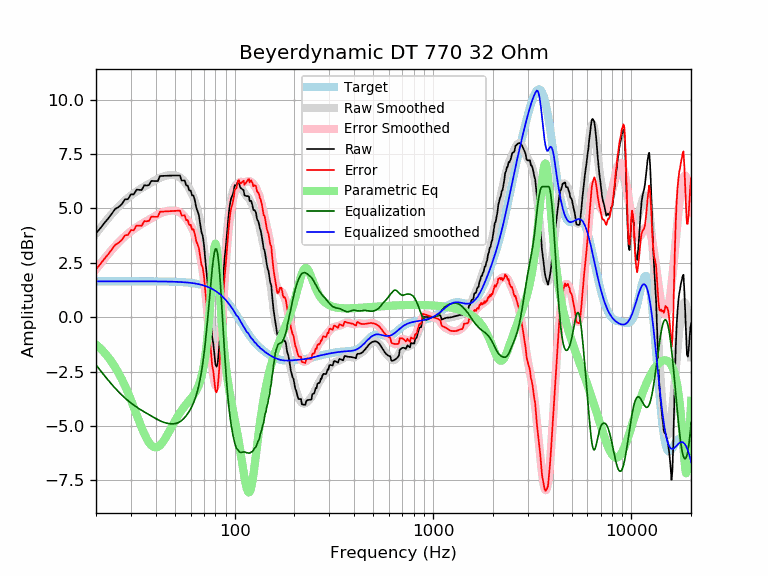 Beyerdynamic DT 770 32 Ohm
Target
Raw Smoothed
Error Smoothed
Raw
Error
Parametric Eq
Equalization
Equalized smoothed
Amplitude (dBr)
10.0
7.5
5.0
2.5
0.0
−2.5
−5.0
−7.5
100
1000
10000
Frequency (Hz)